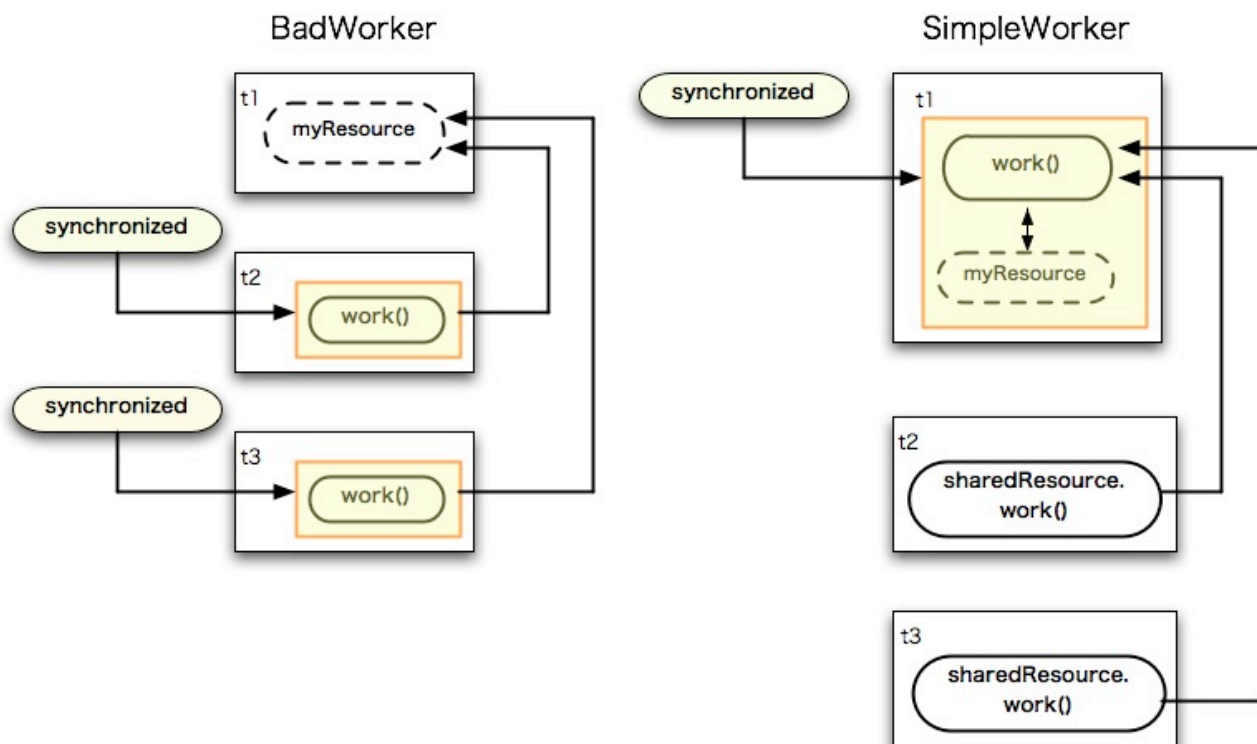 BadWorker
t1
myResource
synchronized
t2
work()
synchronized
t3
work()
SimpleWorker
synchronized
t1
work()
myResource
t2
sharedResource.
work()
t3
sharedResource.
work()